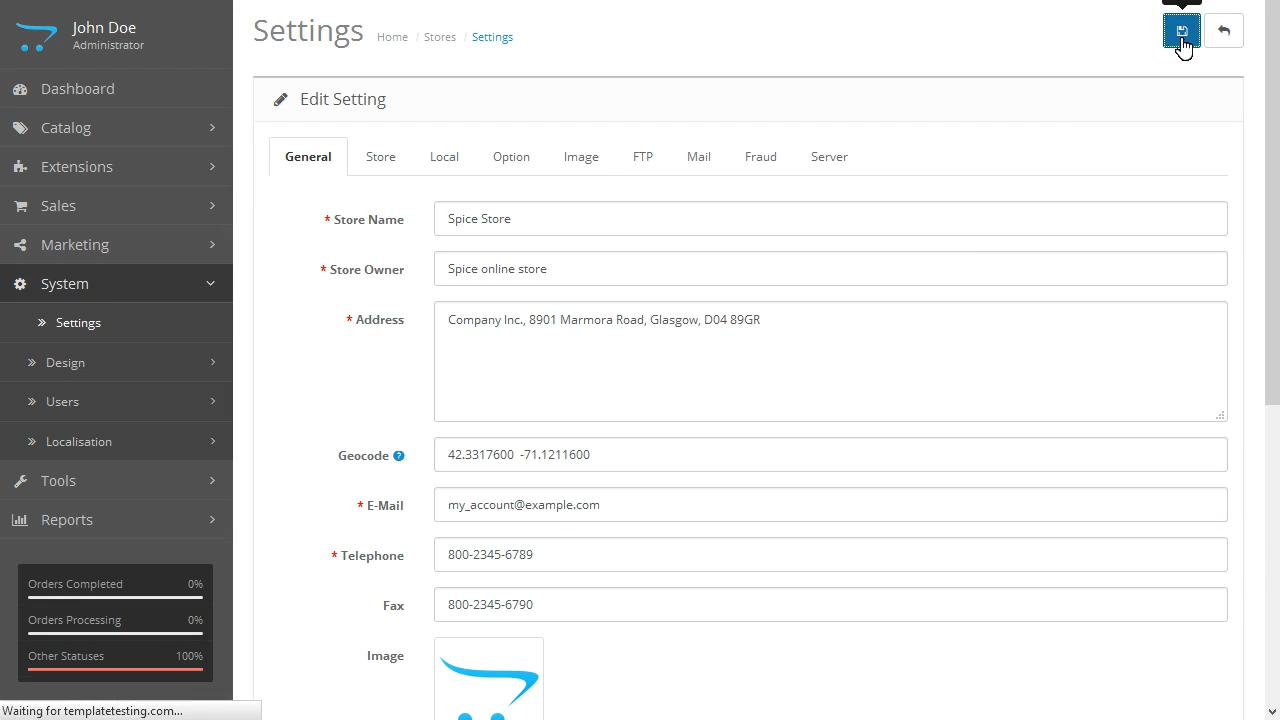 John Doe
Administrator
Dashboard
Catalog
Extensions
Sales
Marketing
System
Settings
Design
Users
Localisation
Tools
Reports
Orders Completed 0%
Orders Processing 0%
Other Statuses 100%
Waiting for templatetesting.com...
Settings Home / Stores / Settings
Edit Setting
General Store Local Option Image FTP Mail Fraud Server
* Store Name Spice Store
* Store Owner Spice online store
* Address Company Inc., 8901 Marmora Road, Glasgow, D04 89GR
Geocode ? 42.3317600 -71.1211600
* E-Mail my_account@example.com
* Telephone 800-2345-6789
Fax 800-2345-6790
Image